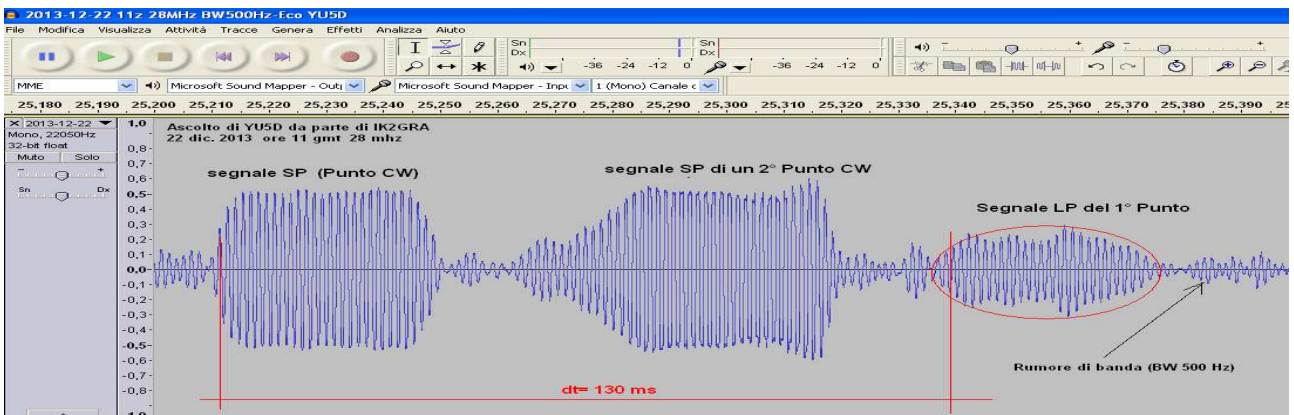 2013-12-22 11z 28MHz BW500Hz-Eco YU5D
File Modifica Visualizza Attività Tracce Genera Effetti Analizza Aiuto
Sn Dx -36 -24 -12 0 Sn Dx -36 -24 -12 0
MME Microsoft Sound Mapper - Outp Microsoft Sound Mapper - Inpu 1 (Mono) Canale c
25,180 25,190 25,200 25,210 25,220 25,230 25,240 25,250 25,260 25,270 25,280 25,290 25,300 25,310 25,320 25,330 25,340 25,350 25,360 25,370 25,380 25,390 25
2013-12-22
Mono, 22050Hz
32-bit float
Muto Solo
- +
Sn Dx
1,0
0,8-
0,7-
0,6-
0,5-
0,4-
0,3-
0,2-
0,1-
0,0-
-0,1-
-0,2-
-0,3-
-0,4-
-0,5-
-0,6-
-0,7-
-0,8-
Ascolto di YU5D da parte di IK2GRA
22 dic. 2013 ore 11 gmt 28 mhz
segnale SP (Punto CW)
segnale SP di un 2° Punto CW
Segnale LP del 1° Punto
Rumore di banda (BW 500 Hz)
dt= 130 ms